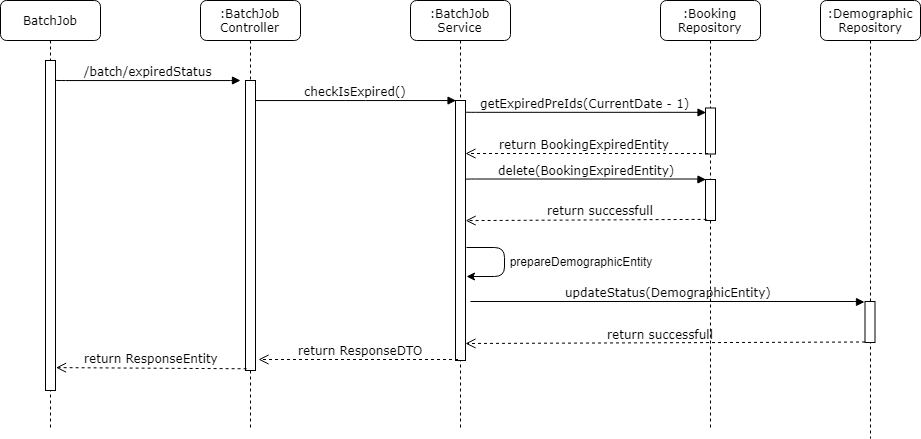 BatchJob
:BatchJob
Controller
:BatchJob
Service
:Booking
Repository
:Demographic
Repository
/batch/expiredStatus
checkIsExpired()
getExpiredPreIds(CurrentDate - 1)
return BookingExpiredEntity
delete(BookingExpiredEntity)
return successfull
prepareDemographicEntity
updateStatus(DemographicEntity)
return successfull
return ResponseDTO
return ResponseEntity